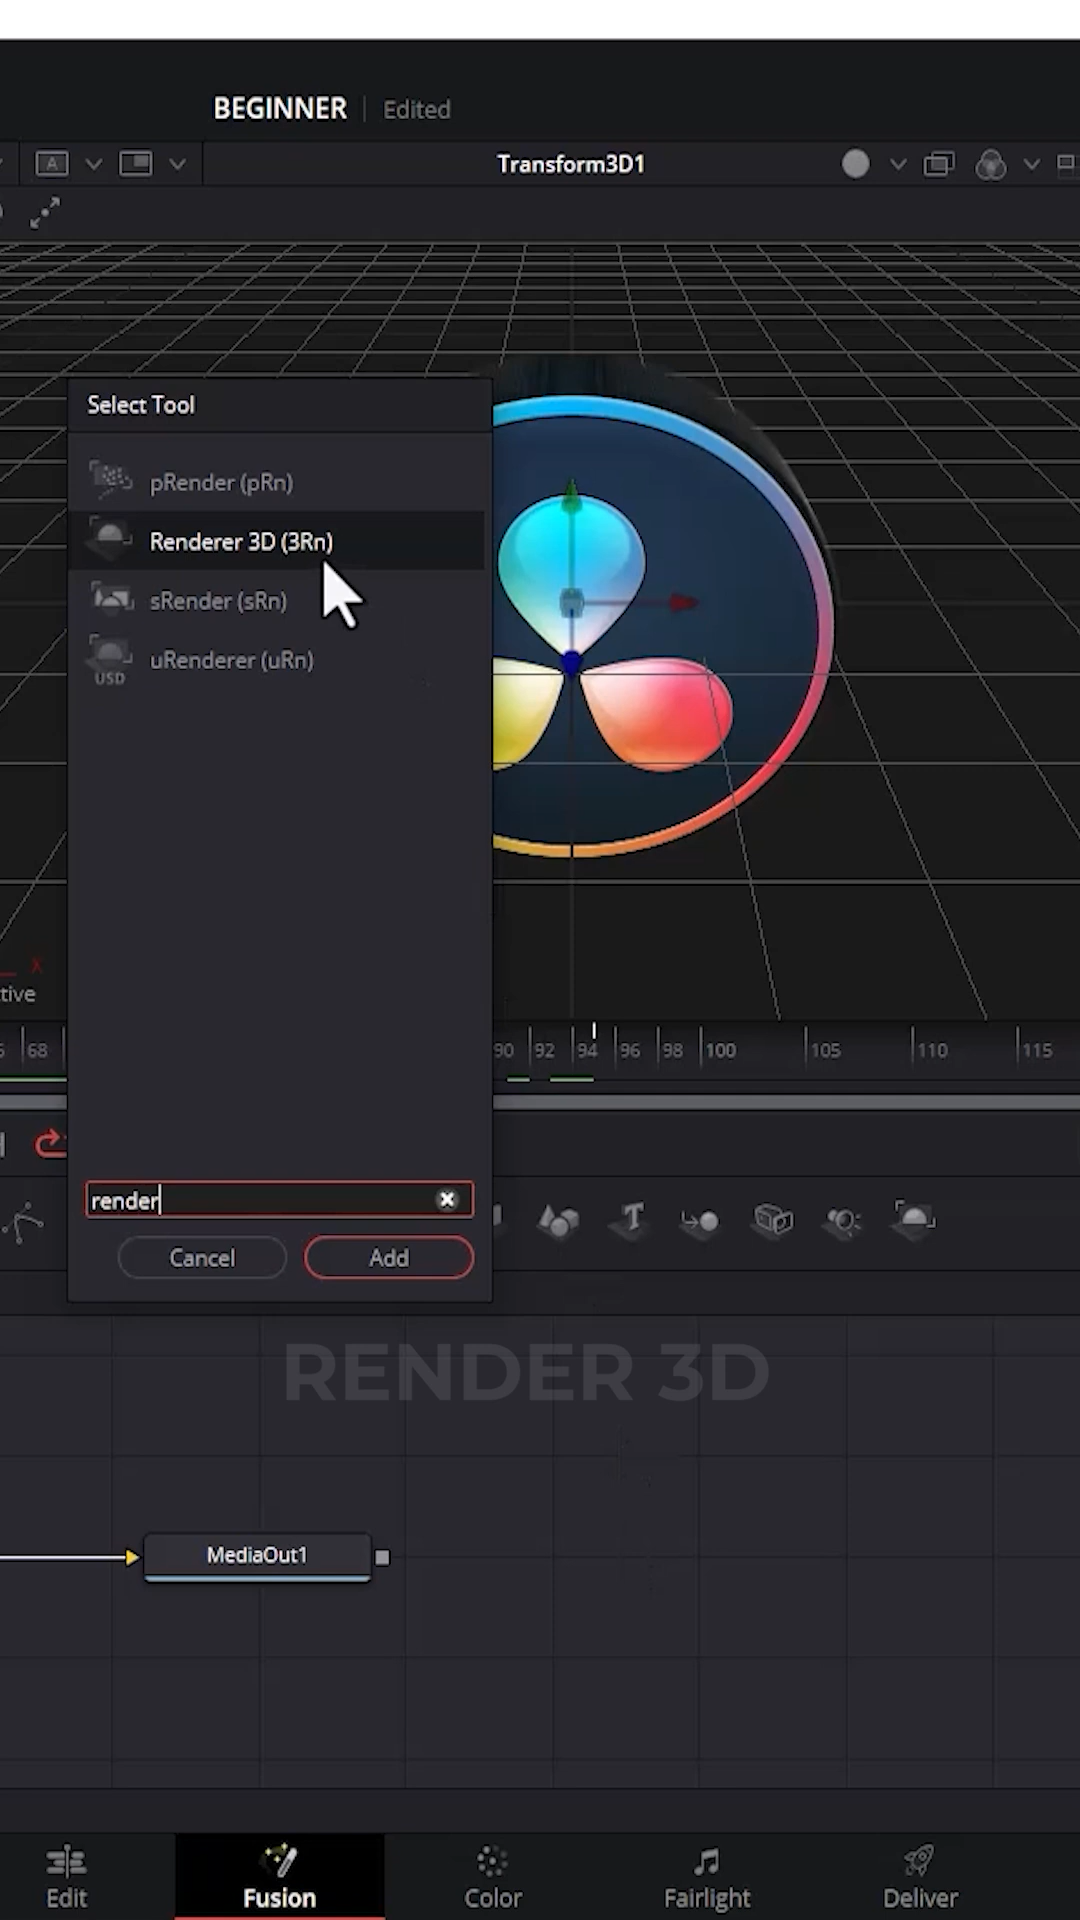 BEGINNER | Edited
A
Transform3D1
Select Tool
pRender (pRn)
Renderer 3D (3Rn)
sRender (sRn)
USD
uRenderer (uRn)
X
tive
68
90 92 94 96 98 100 105 110 115
render
T
Cancel
Add
RENDER 3D
MediaOut1
Edit
Fusion
Color
Fairlight
Deliver